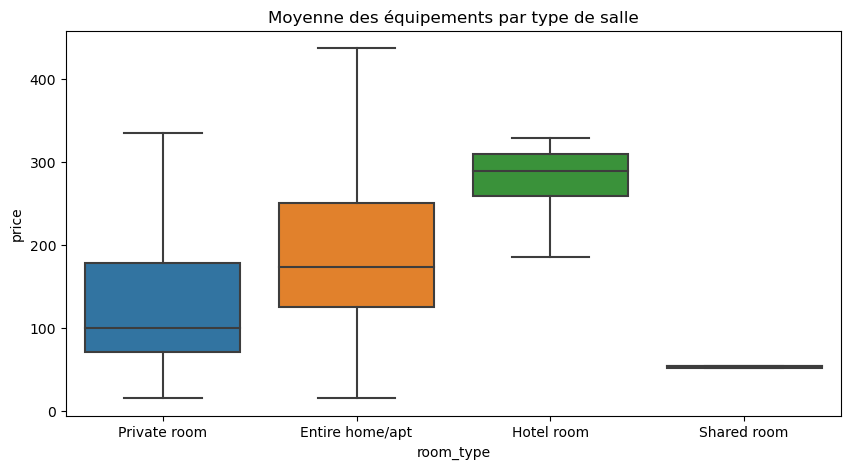 Moyenne des équipements par type de salle
price
400
300
200
100
0
Private room
Entire home/apt
Hotel room
Shared room
room_type